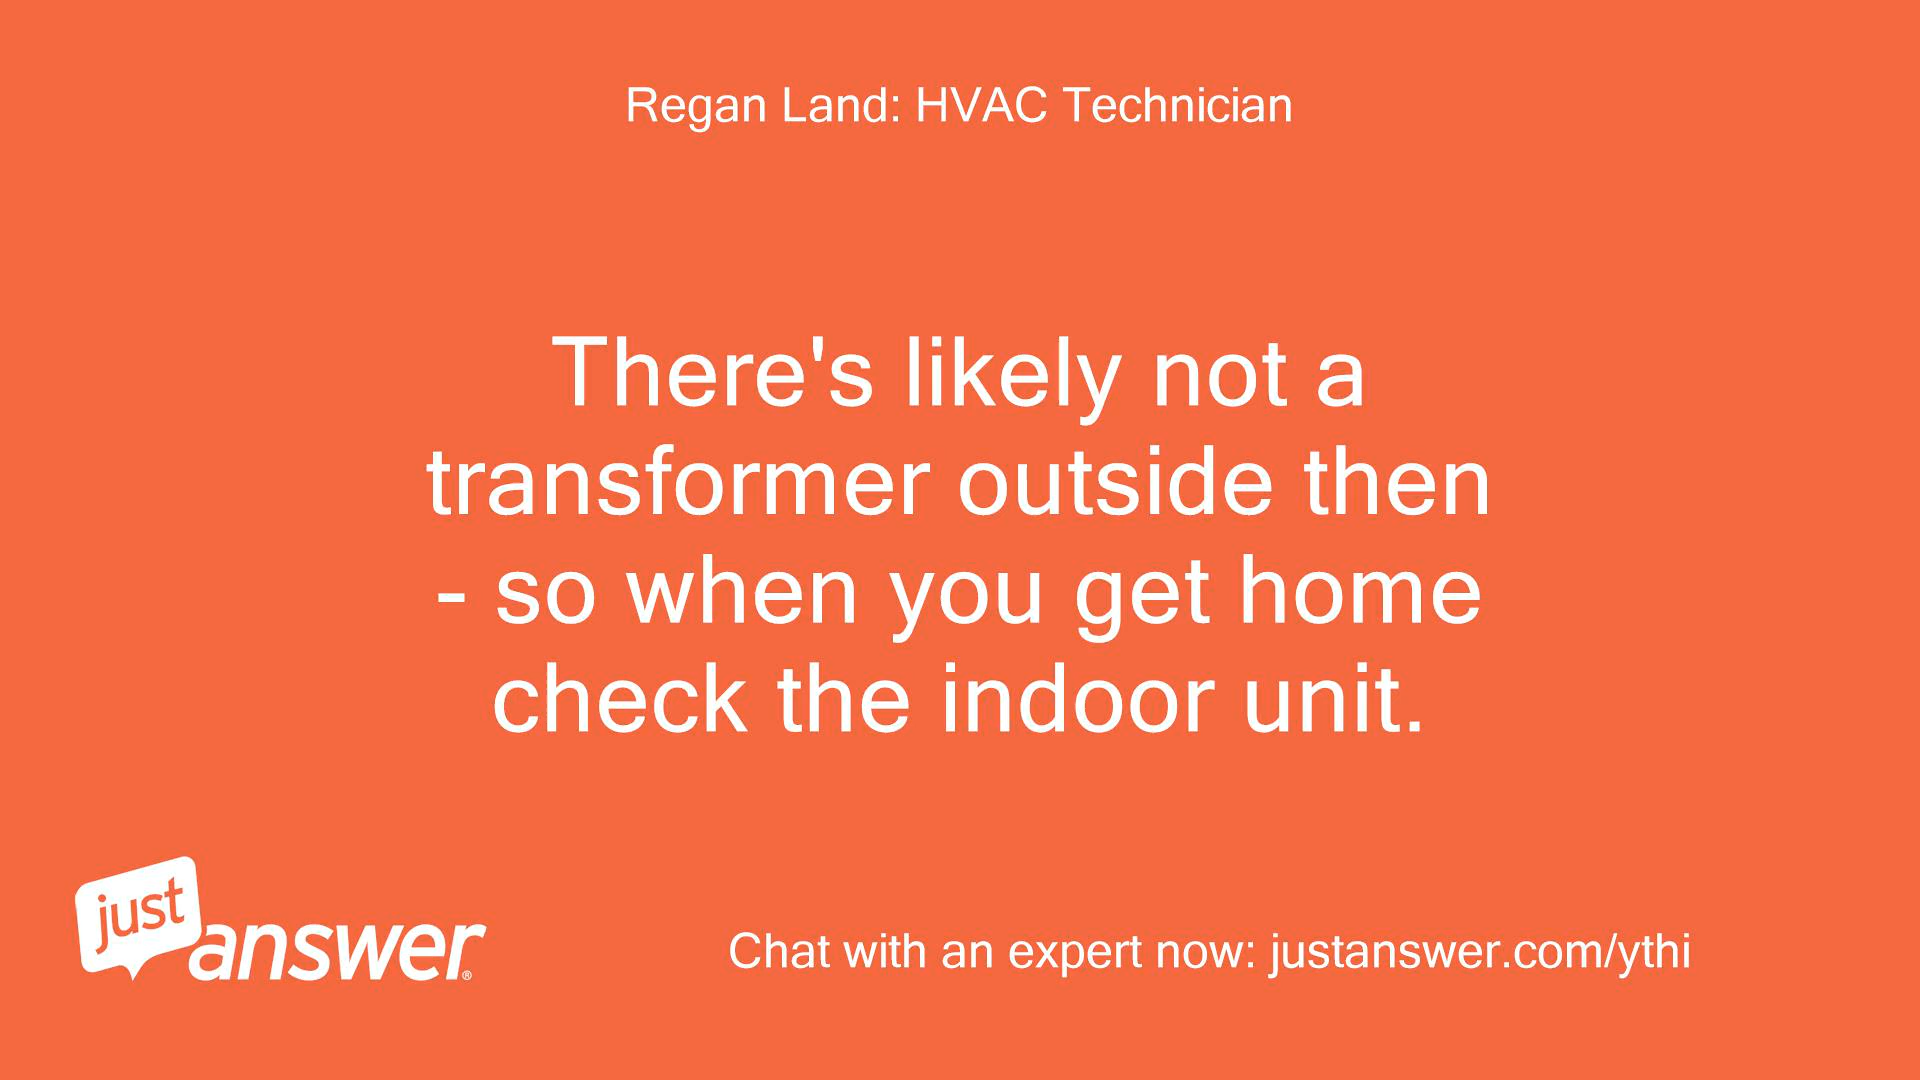 Regan Land: HVAC Technician
There's likely not a
transformer outside then
- so when you get home
check the indoor unit.
just
answer®
Chat with an expert now: justanswer.com/ythi